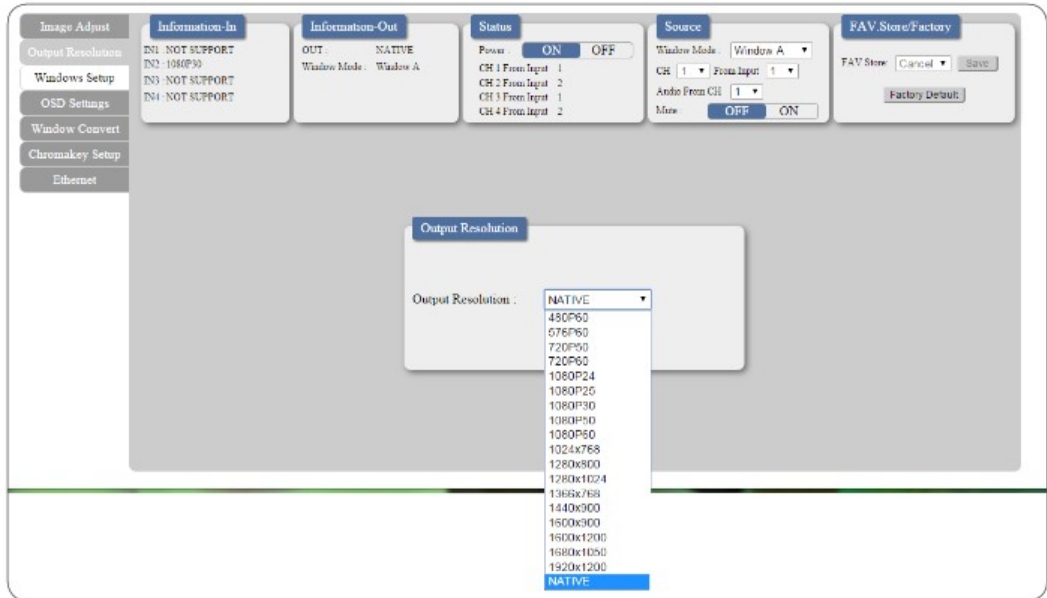 Image Adjust
Output Resolution
Windows Setup
OSD Settings
Window Convert
Chromakey Setup
Ethernet
Information-In
IN1 : NOT SUPPORT
IN2 : 1080P30
IN3 : NOT SUPPORT
IN4 : NOT SUPPORT
Information-Out
OUT : NATIVE
Window Mode : Window A
Status
Power : ON OFF
CH 1 From Input 1
CH 2 From Input 2
CH 3 From Input 1
CH 4 From Input 2
Source
Window Mode : Window A
CH 1 From Input 1
Audio From CH 1
Mute : OFF ON
FAV.Store/Factory
FAV Store Cancel Save
Factory Default
Output Resolution
Output Resolution : NATIVE
480P60
576P60
720P50
720P60
1080P24
1080P25
1080P30
1080P50
1080P60
1024x768
1280x800
1280x1024
1366x768
1440x900
1600x900
1600x1200
1680x1050
1920x1200
NATIVE